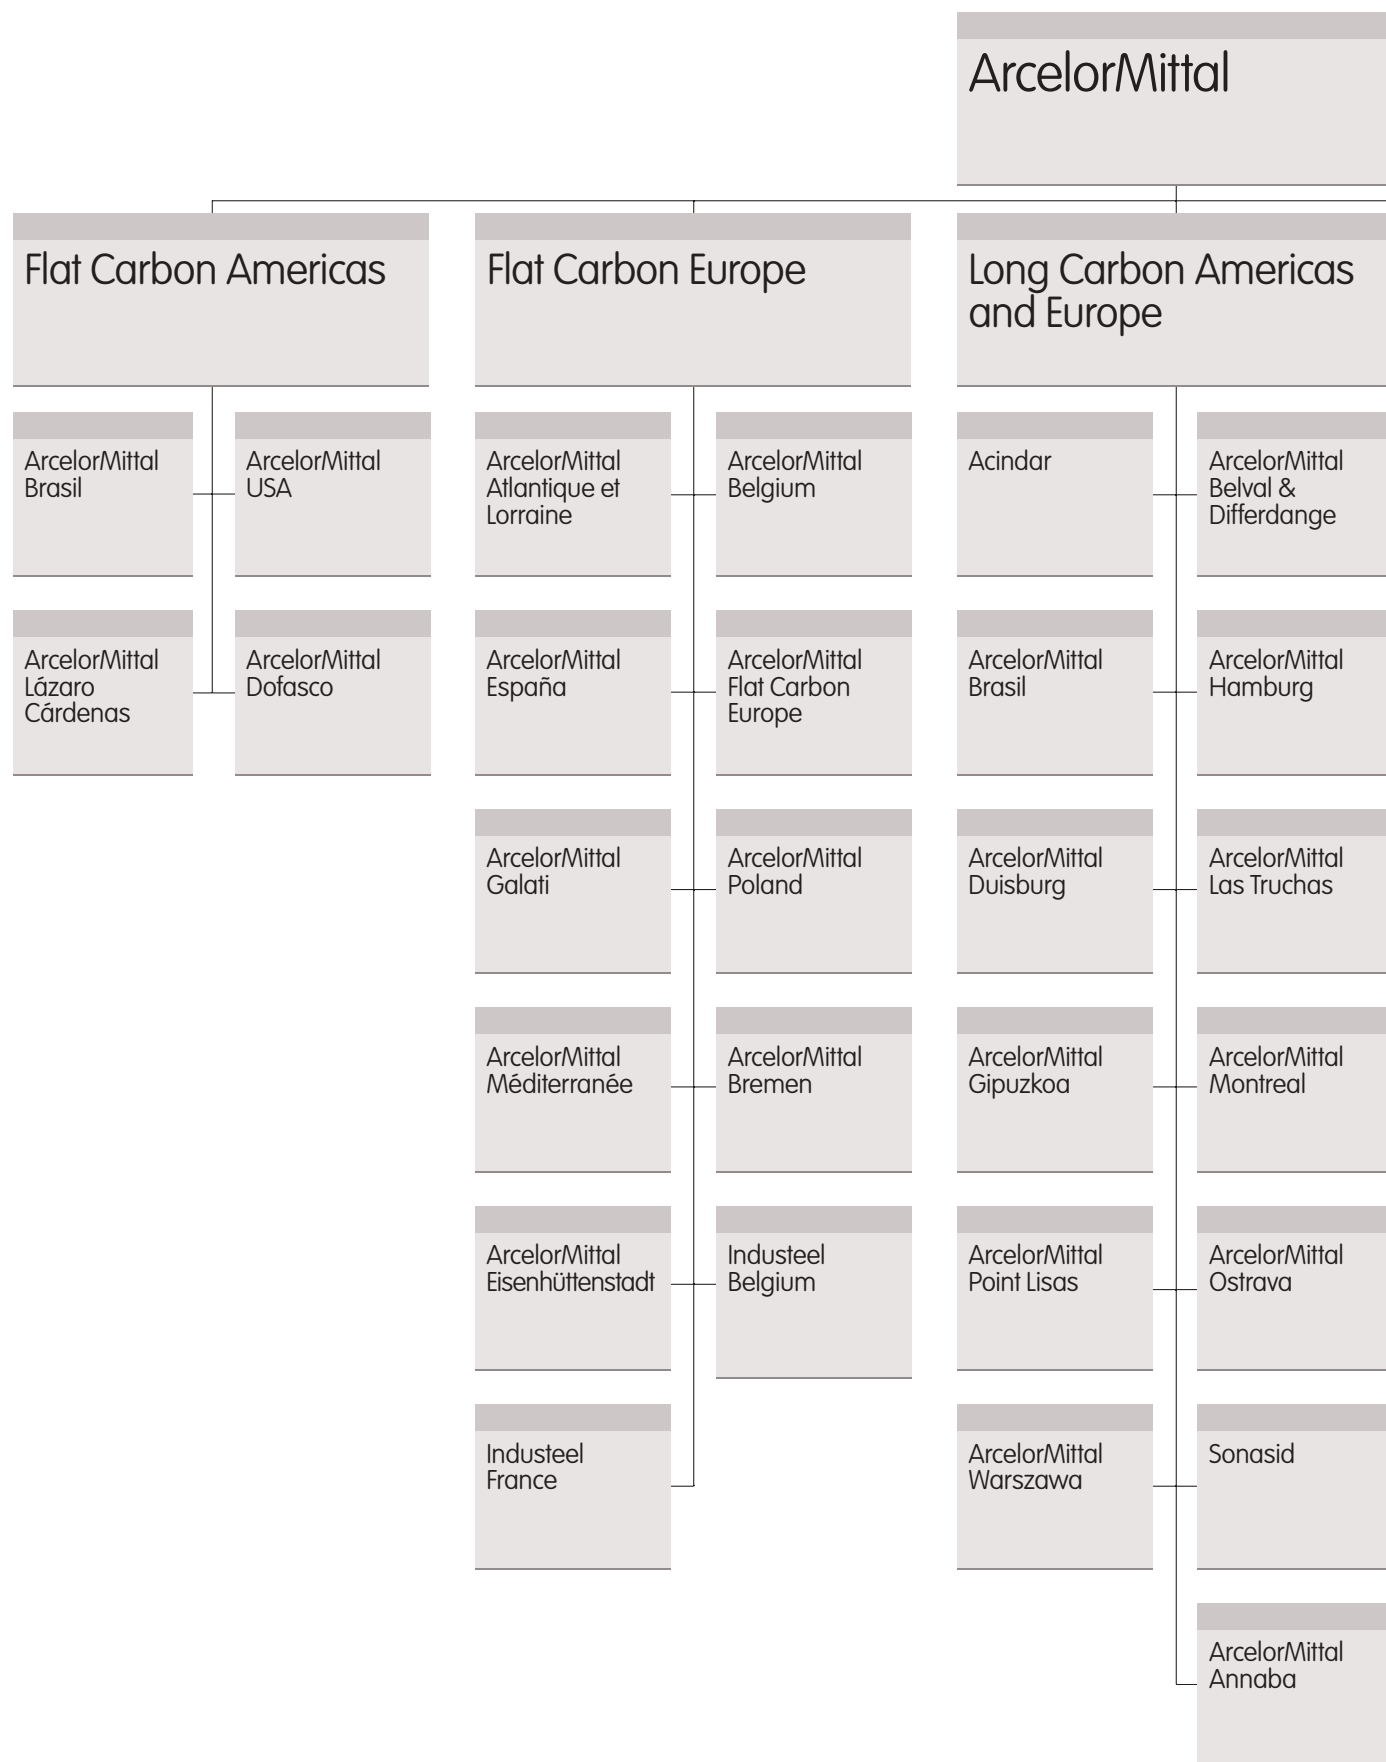 ArcelorMittal
Flat Carbon Americas
Flat Carbon Europe
Long Carbon Americas
and Europe
ArcelorMittal
Brasil
ArcelorMittal
USA
ArcelorMittal
Lázaro
Cárdenas
ArcelorMittal
Dofasco
ArcelorMittal
Atlantique et
Lorraine
ArcelorMittal
Belgium
ArcelorMittal
España
ArcelorMittal
Flat Carbon
Europe
ArcelorMittal
Galati
ArcelorMittal
Poland
ArcelorMittal
Méditerranée
ArcelorMittal
Bremen
ArcelorMittal
Eisenhüttenstadt
Industeel
Belgium
Industeel
France
Acindar
ArcelorMittal
Belval &
Differdange
ArcelorMittal
Brasil
ArcelorMittal
Hamburg
ArcelorMittal
Duisburg
ArcelorMittal
Las Truchas
ArcelorMittal
Gipuzkoa
ArcelorMittal
Montreal
ArcelorMittal
Point Lisas
ArcelorMittal
Ostrava
ArcelorMittal
Warszawa
Sonasid
ArcelorMittal
Annaba